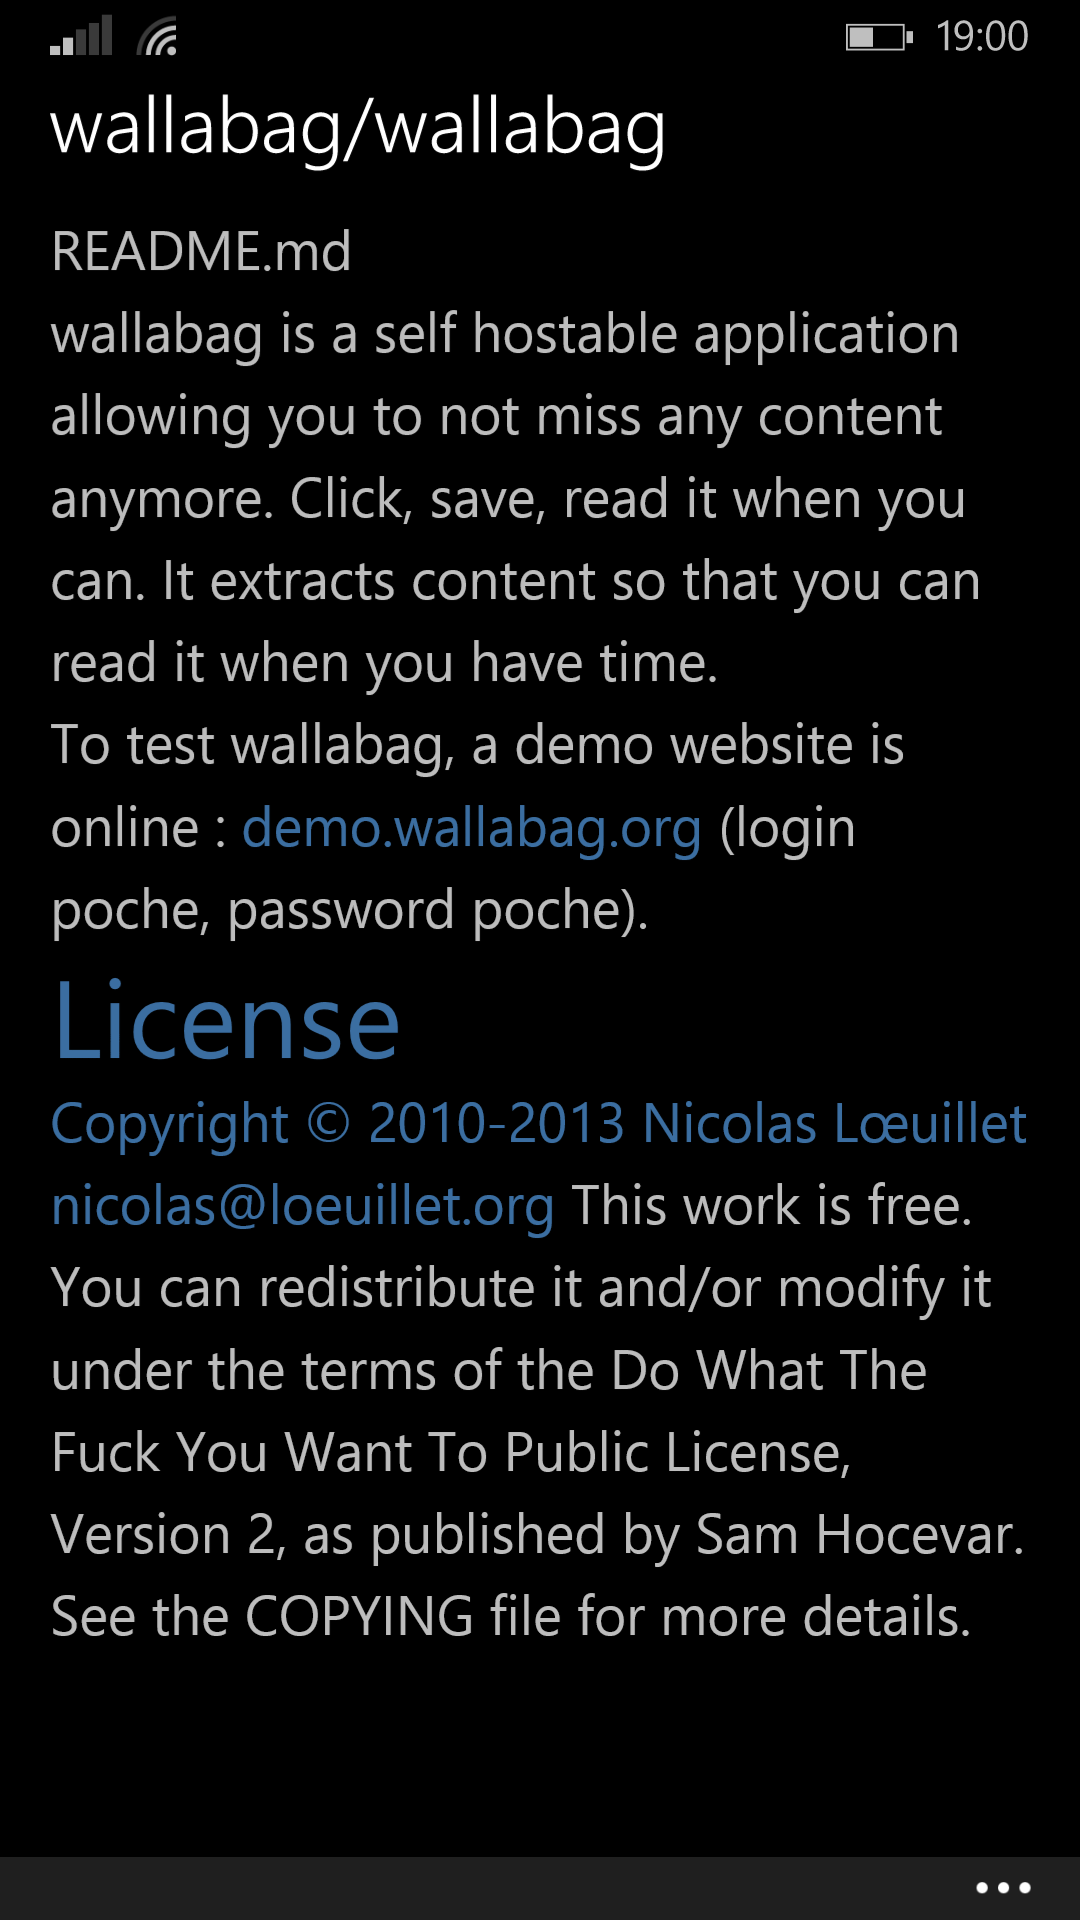 19:00
wallabag/wallabag
README.md
wallabag is a self hostable application
allowing you to not miss any content
anymore. Click, save, read it when you
can. It extracts content so that you can
read it when you have time.
To test wallabag, a demo website is
online : demo.wallabag.org (login
poche, password poche).
License
Copyright © 2010-2013 Nicolas Lœuillet
nicolas@loeuillet.org This work is free.
You can redistribute it and/or modify it
under the terms of the Do What The
Fuck You Want To Public License,
Version 2, as published by Sam Hocevar.
See the COPYING file for more details.